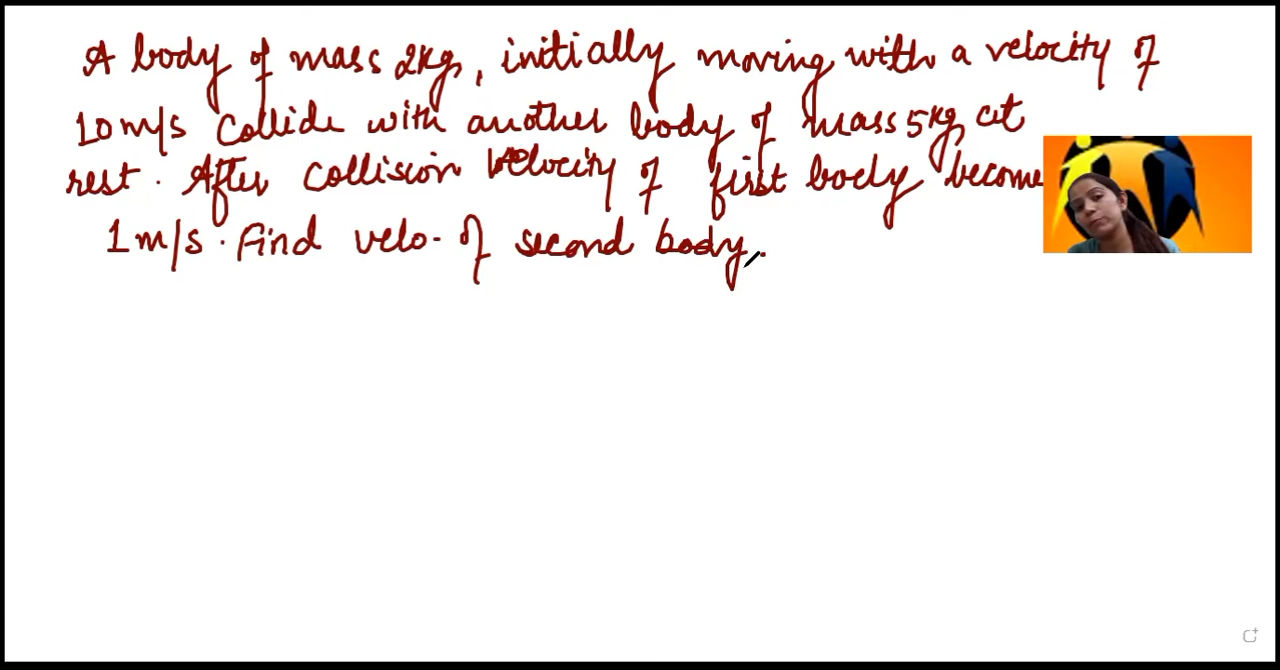 A body of mass 2kg, initially moving with a velocity of
10m/s collide with another body of mass 5kg at
rest. After collision velocity of first body become
1m/s. Find velo. of second body.